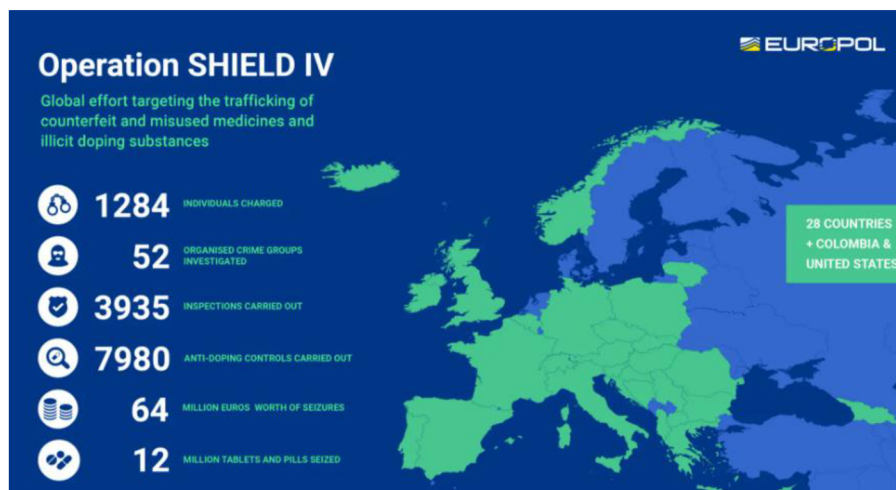 EUROPOL
Operation SHIELD IV
Global effort targeting the trafficking of
counterfeit and misused medicines and
illicit doping substances
1284 INDIVIDUALS CHARGED
52 ORGANISED CRIME GROUPS
INVESTIGATED
3935 INSPECTIONS CARRIED OUT
7980 ANTI-DOPING CONTROLS CARRIED OUT
64 MILLION EUROS WORTH OF SEIZURES
12 MILLION TABLETS AND PILLS SEIZED
28 COUNTRIES
+ COLOMBIA &
UNITED STATES